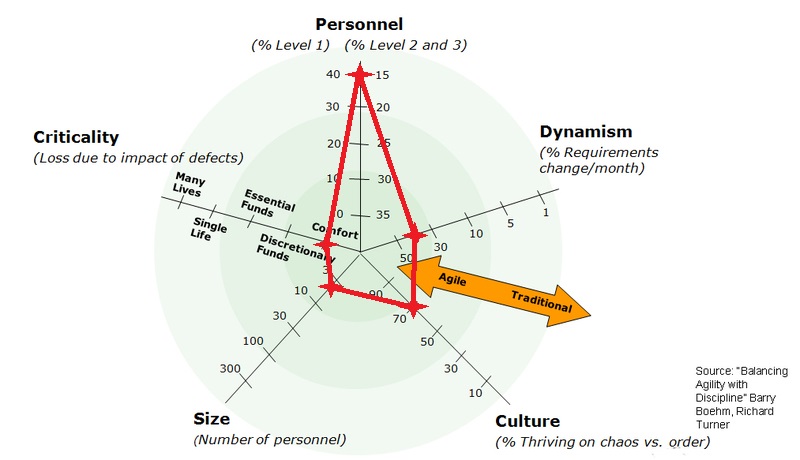 Personnel
(% Level 1) (% Level 2 and 3)
40 15
30 20
20 25
10 30
0 35
Criticality
(Loss due to impact of defects)
Many
Lives
Single
Life
Essential
Funds
Discretionary
Funds
Comfort
Dynamism
(% Requirements
change/month)
50
30
10
5
1
Agile
Traditional
3
10
30
100
300
Size
(Number of personnel)
90
70
50
30
10
Culture
(% Thriving on chaos vs. order)
Source: "Balancing
Agility with
Discipline" Barry
Boehm, Richard
Turner